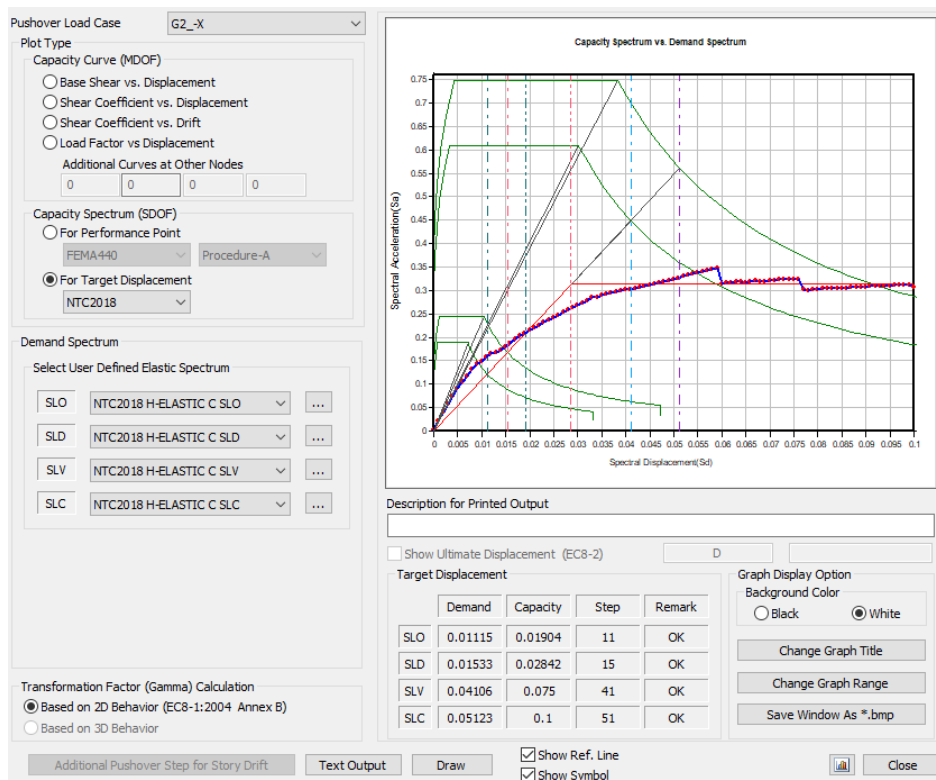 Pushover Load Case G2_-X
Plot Type
Capacity Curve (MDOF)
Base Shear vs. Displacement
Shear Coefficient vs. Displacement
Shear Coefficient vs. Drift
Load Factor vs Displacement
Additional Curves at Other Nodes
0 0 0 0
Capacity Spectrum (SDOF)
For Performance Point
FEMA440 Procedure-A
For Target Displacement
NTC2018
Demand Spectrum
Select User Defined Elastic Spectrum
SLO NTC2018 H-ELASTIC C SLO ...
SLD NTC2018 H-ELASTIC C SLD ...
SLV NTC2018 H-ELASTIC C SLV ...
SLC NTC2018 H-ELASTIC C SLC ...
Transformation Factor (Gamma) Calculation
Based on 2D Behavior (EC8-1:2004 Annex B)
Based on 3D Behavior
Capacity Spectrum vs. Demand Spectrum
Spectral Acceleration(Sa)
0.75
0.7
0.65
0.6
0.55
0.5
0.45
0.4
0.35
0.3
0.25
0.2
0.15
0.1
0.05
0
0 0.005 0.01 0.015 0.02 0.025 0.03 0.035 0.04 0.045 0.05 0.055 0.06 0.065 0.07 0.075 0.08 0.085 0.09 0.095 0.1
Spectral Displacement(Sd)
Description for Printed Output
Show Ultimate Displacement (EC8-2) D
Target Displacement
Demand Capacity Step Remark
SLO 0.01115 0.01904 11 OK
SLD 0.01533 0.02842 15 OK
SLV 0.04106 0.075 41 OK
SLC 0.05123 0.1 51 OK
Graph Display Option
Background Color
Black White
Change Graph Title
Change Graph Range
Save Window As *.bmp
Additional Pushover Step for Story Drift Text Output Draw
Show Ref. Line
Show Symbol
Close